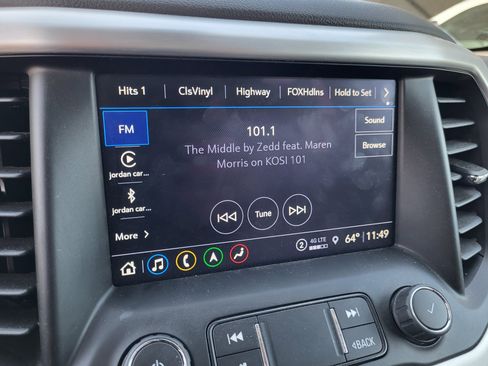 Hits 1 ClsVinyl Highway FOXHdlns Hold to Set
FM
101.1
Sound
The Middle by Zedd feat. Maren
Morris on KOSI 101
Browse
jordan car...
jordan car...
Tune
More
2 4G LTE 64° 11:49
BACK